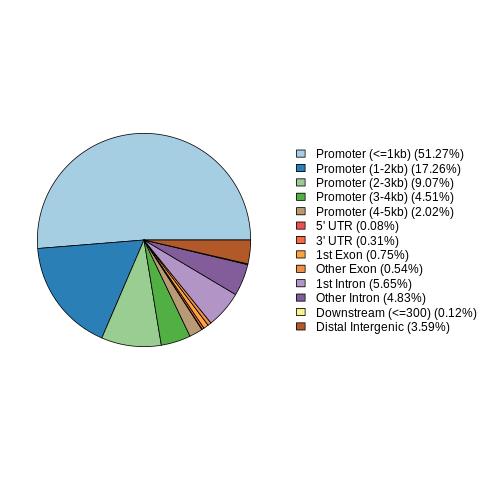 Promoter (<=1kb) (51.27%)
Promoter (1-2kb) (17.26%)
Promoter (2-3kb) (9.07%)
Promoter (3-4kb) (4.51%)
Promoter (4-5kb) (2.02%)
5' UTR (0.08%)
3' UTR (0.31%)
1st Exon (0.75%)
Other Exon (0.54%)
1st Intron (5.65%)
Other Intron (4.83%)
Downstream (<=300) (0.12%)
Distal Intergenic (3.59%)